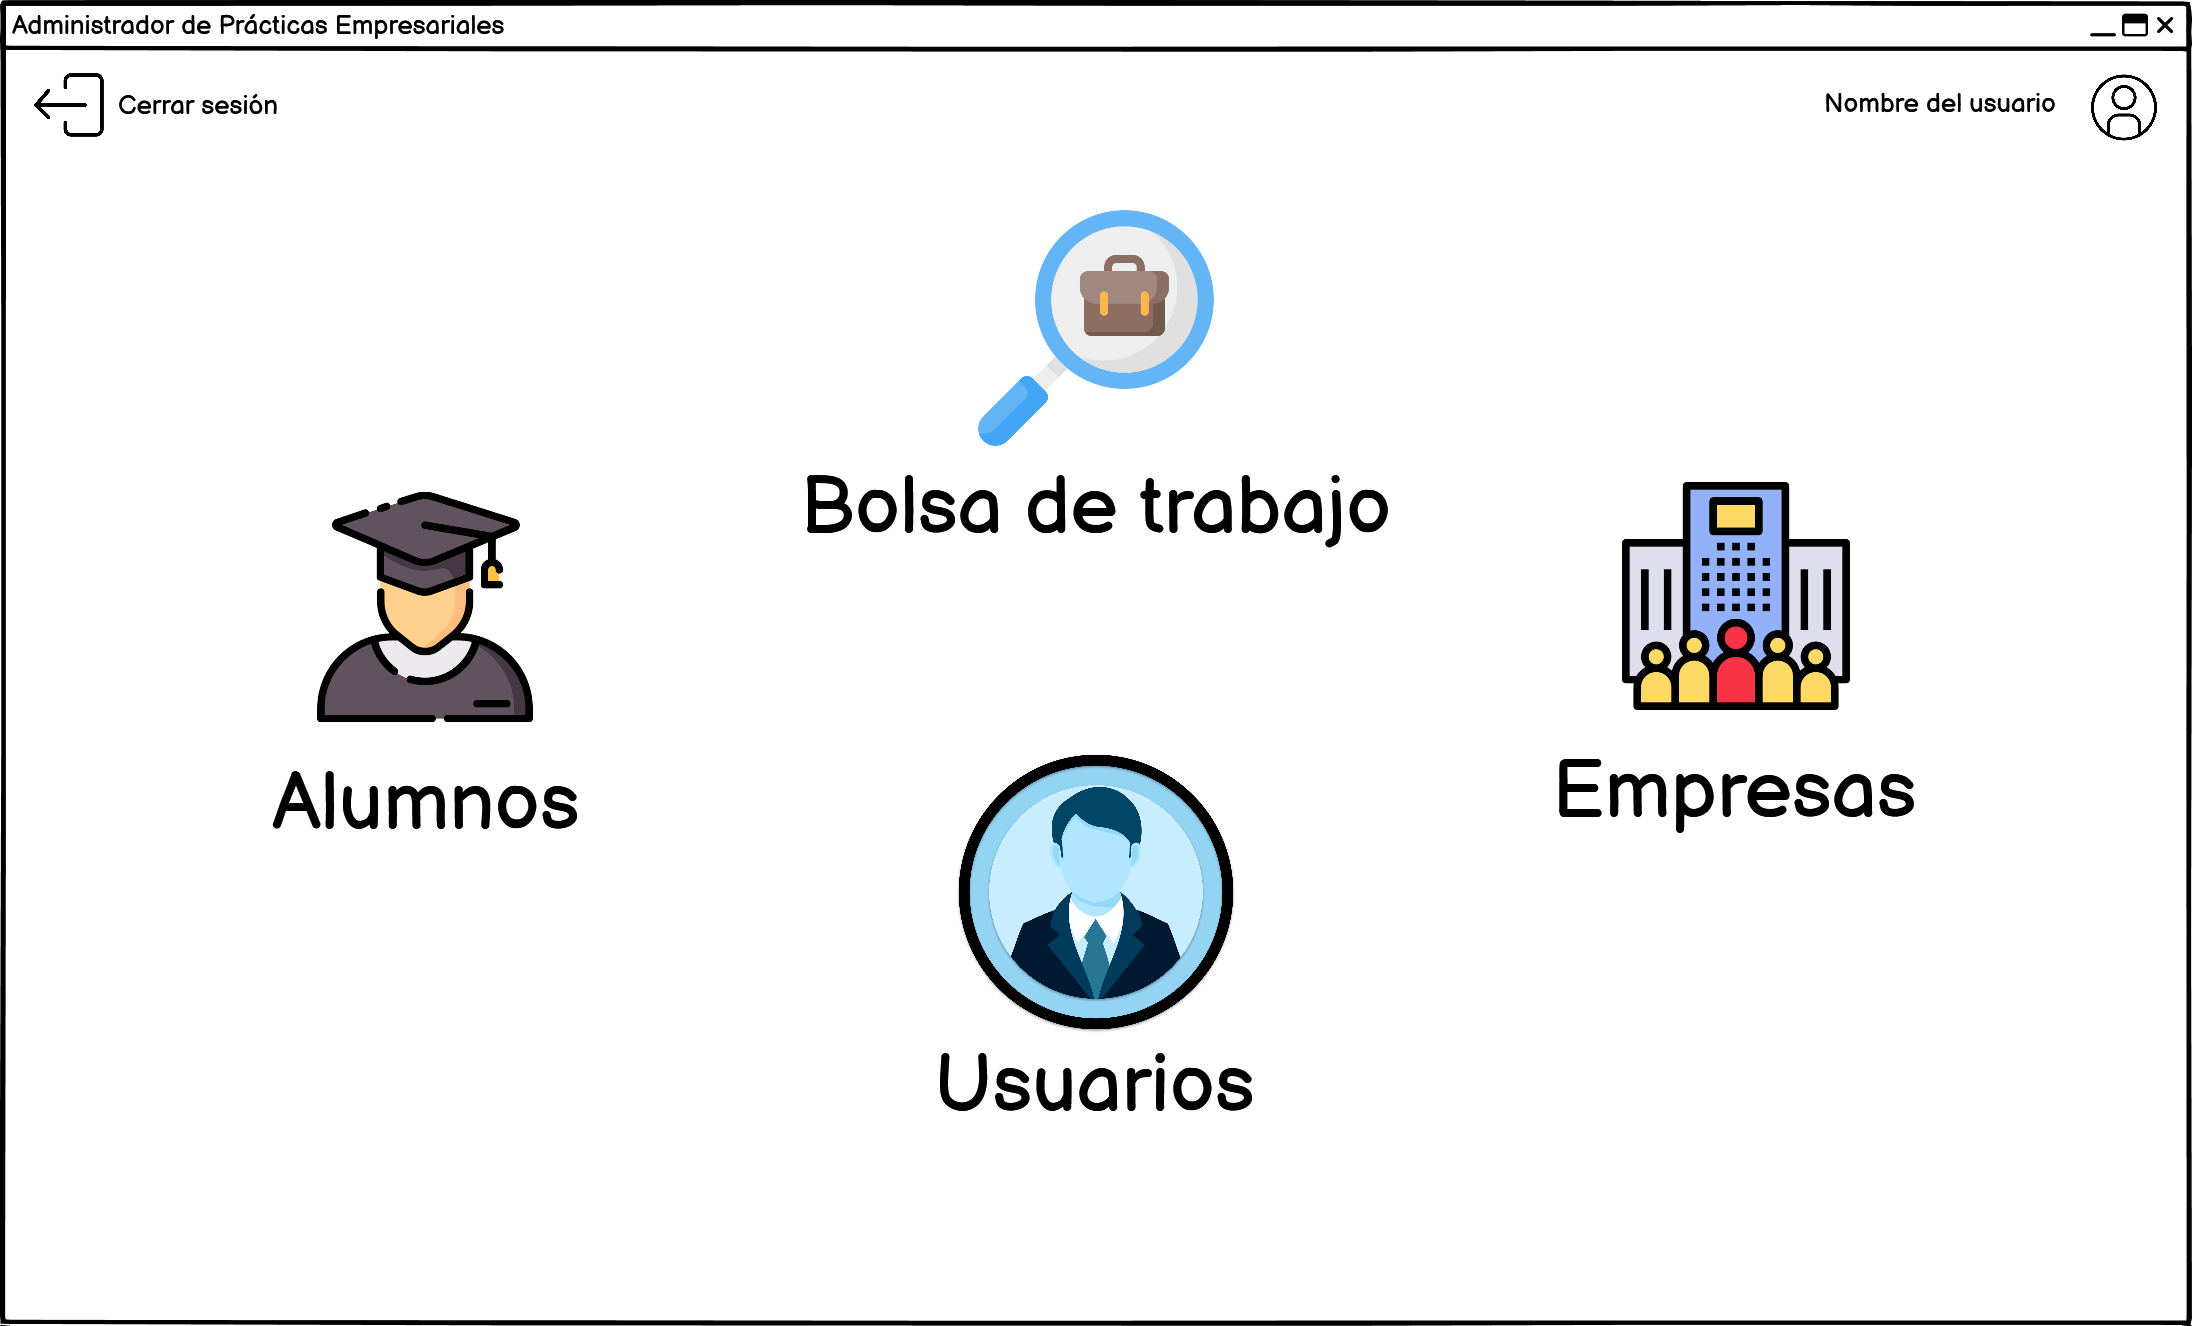 Administrador de Prácticas Empresariales
Cerrar sesión
Nombre del usuario
Bolsa de trabajo
Alumnos
Empresas
Usuarios